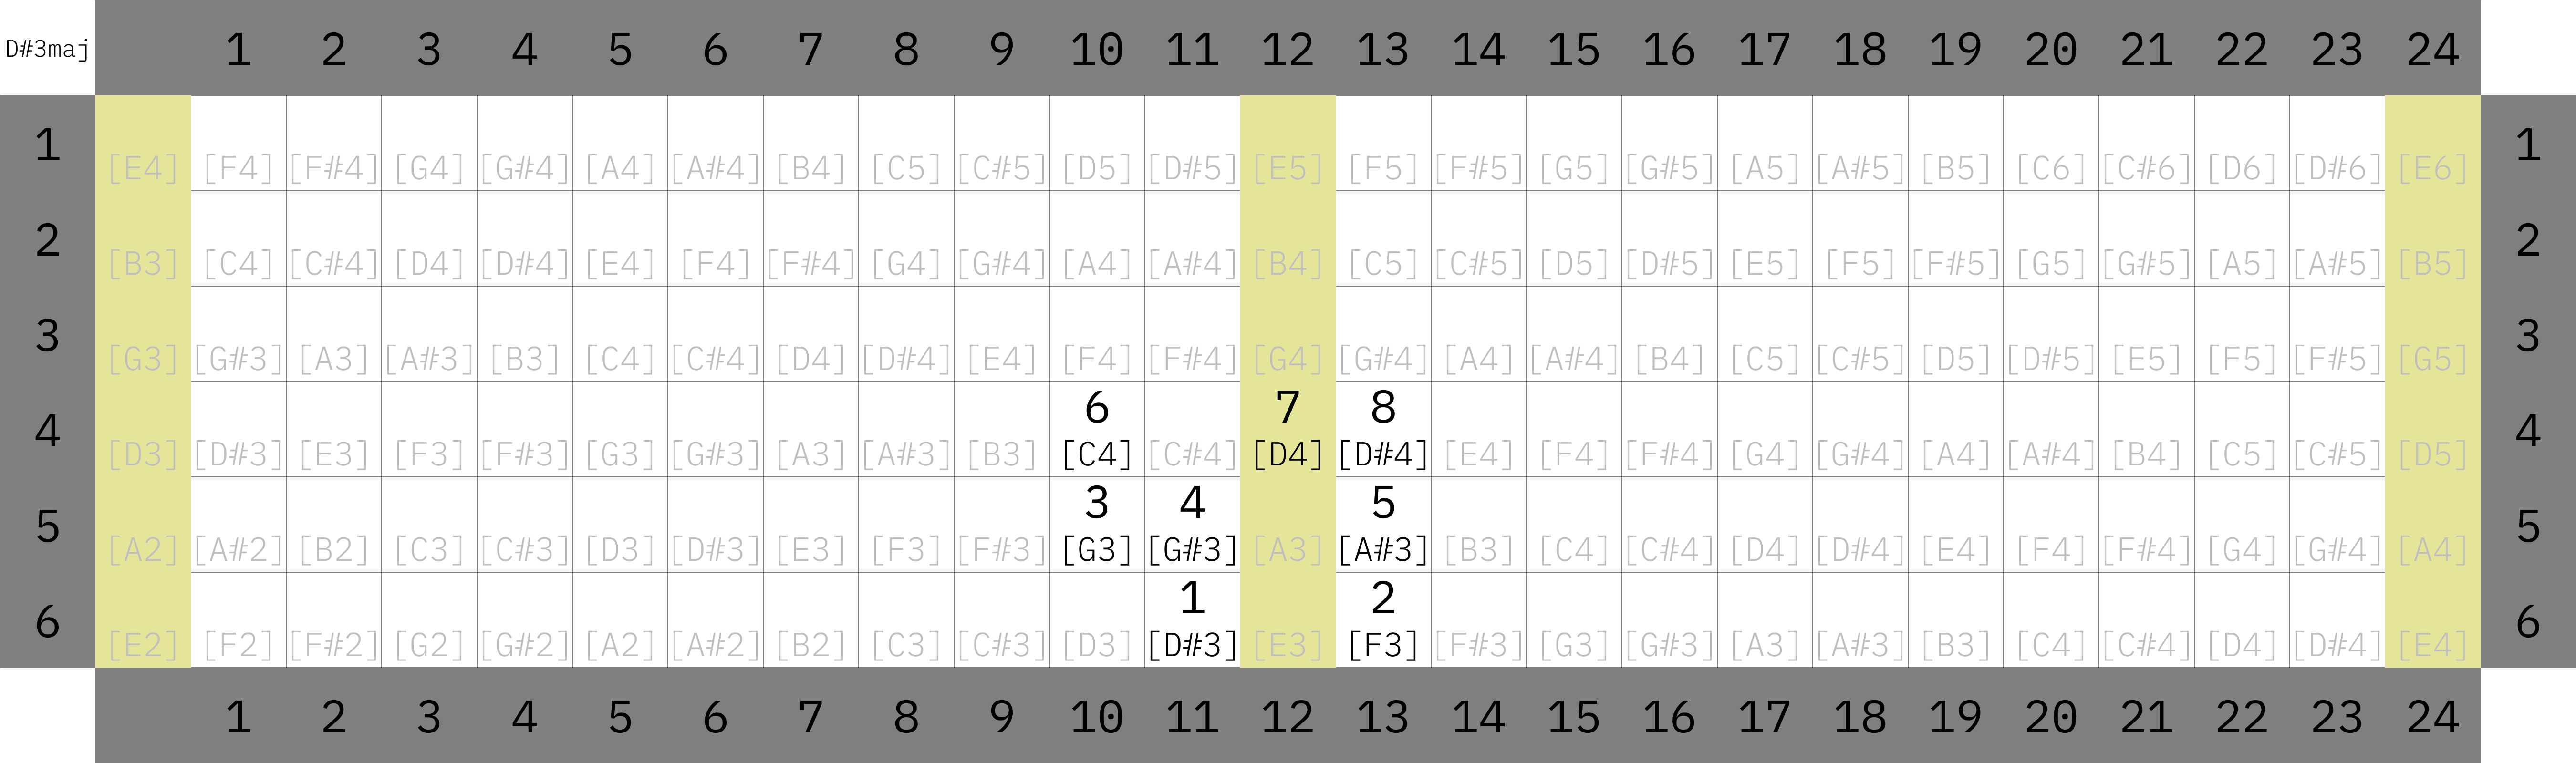 D#3maj 1 2 3 4 5 6 7 8 9 10 11 12 13 14 15 16 17 18 19 20 21 22 23 24
1 [E4] [F4] [F#4] [G4] [G#4] [A4] [A#4] [B4] [C5] [C#5] [D5] [D#5] [E5] [F5] [F#5] [G5] [G#5] [A5] [A#5] [B5] [C6] [C#6] [D6] [D#6] [E6] 1
2 [B3] [C4] [C#4] [D4] [D#4] [E4] [F4] [F#4] [G4] [G#4] [A4] [A#4] [B4] [C5] [C#5] [D5] [D#5] [E5] [F5] [F#5] [G5] [G#5] [A5] [A#5] [B5] 2
3 [G3] [G#3] [A3] [A#3] [B3] [C4] [C#4] [D4] [D#4] [E4] [F4] [F#4] [G4] [G#4] [A4] [A#4] [B4] [C5] [C#5] [D5] [D#5] [E5] [F5] [F#5] [G5] 3
6 7 8
4 [D3] [D#3] [E3] [F3] [F#3] [G3] [G#3] [A3] [A#3] [B3] [C4] [C#4] [D4] [D#4] [E4] [F4] [F#4] [G4] [G#4] [A4] [A#4] [B4] [C5] [C#5] [D5] 4
3 4 5
5 [A2] [A#2] [B2] [C3] [C#3] [D3] [D#3] [E3] [F3] [F#3] [G3] [G#3] [A3] [A#3] [B3] [C4] [C#4] [D4] [D#4] [E4] [F4] [F#4] [G4] [G#4] [A4] 5
1 2
6 [E2] [F2] [F#2] [G2] [G#2] [A2] [A#2] [B2] [C3] [C#3] [D3] [D#3] [E3] [F3] [F#3] [G3] [G#3] [A3] [A#3] [B3] [C4] [C#4] [D4] [D#4] [E4] 6
1 2 3 4 5 6 7 8 9 10 11 12 13 14 15 16 17 18 19 20 21 22 23 24